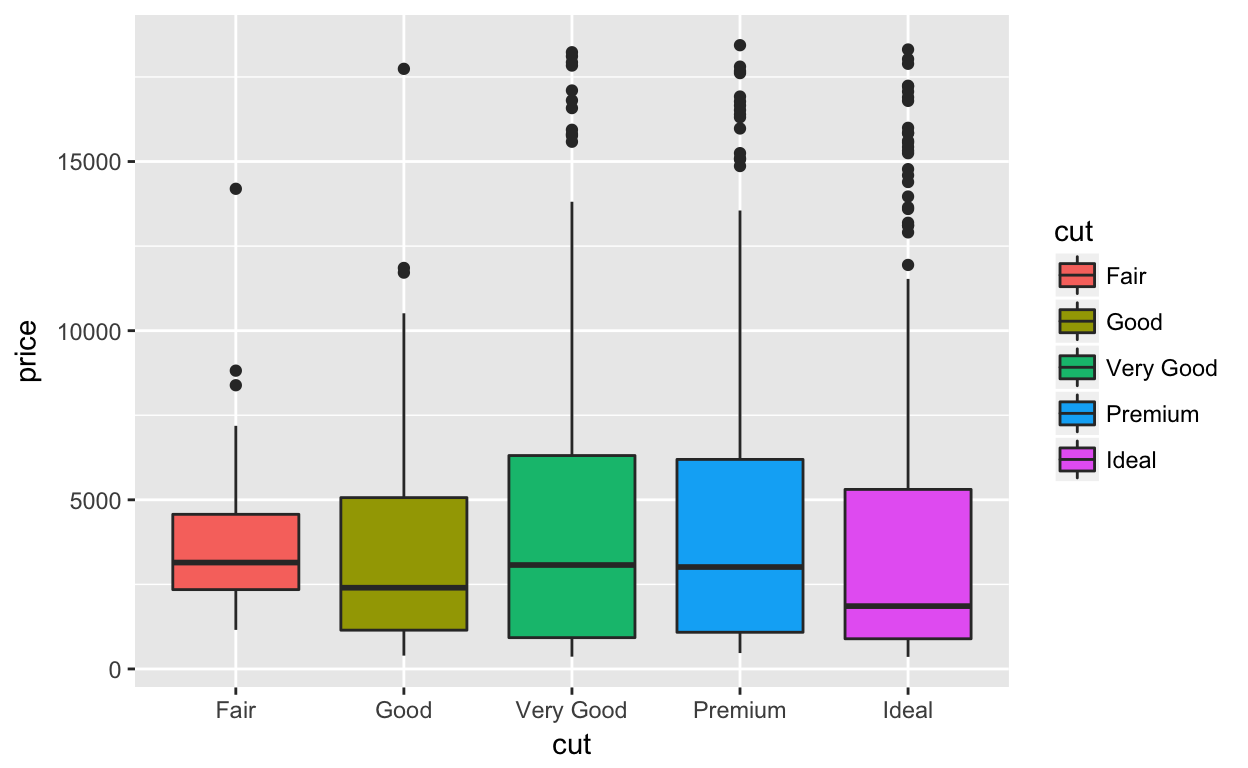 15000
10000
5000
0
price
Fair
Good
Very Good
Premium
Ideal
cut
cut
Fair
Good
Very Good
Premium
Ideal